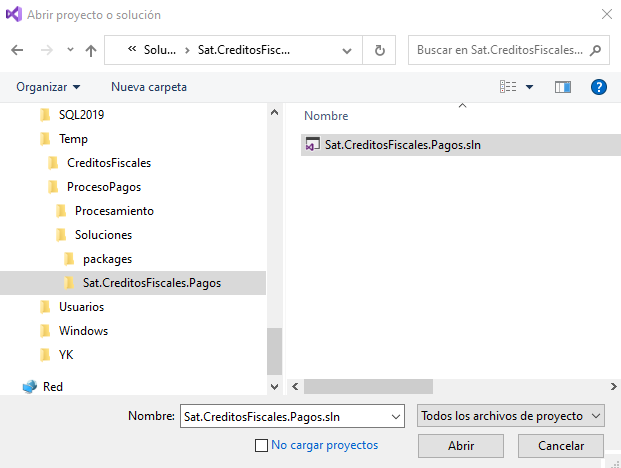 Abrir proyecto o solución
« Solu... › Sat.CreditosFisc...
Buscar en Sat.CreditosFiscales...
Organizar
Nueva carpeta
?
SQL2019
Temp
CreditosFiscales
ProcesoPagos
Procesamiento
Soluciones
packages
Sat.CreditosFiscales.Pagos
Usuarios
Windows
YK
Red
Nombre
Sat.CreditosFiscales.Pagos.sln
Nombre:
Sat.CreditosFiscales.Pagos.sln
Todos los archivos de proyecto
No cargar proyectos
Abrir
Cancelar